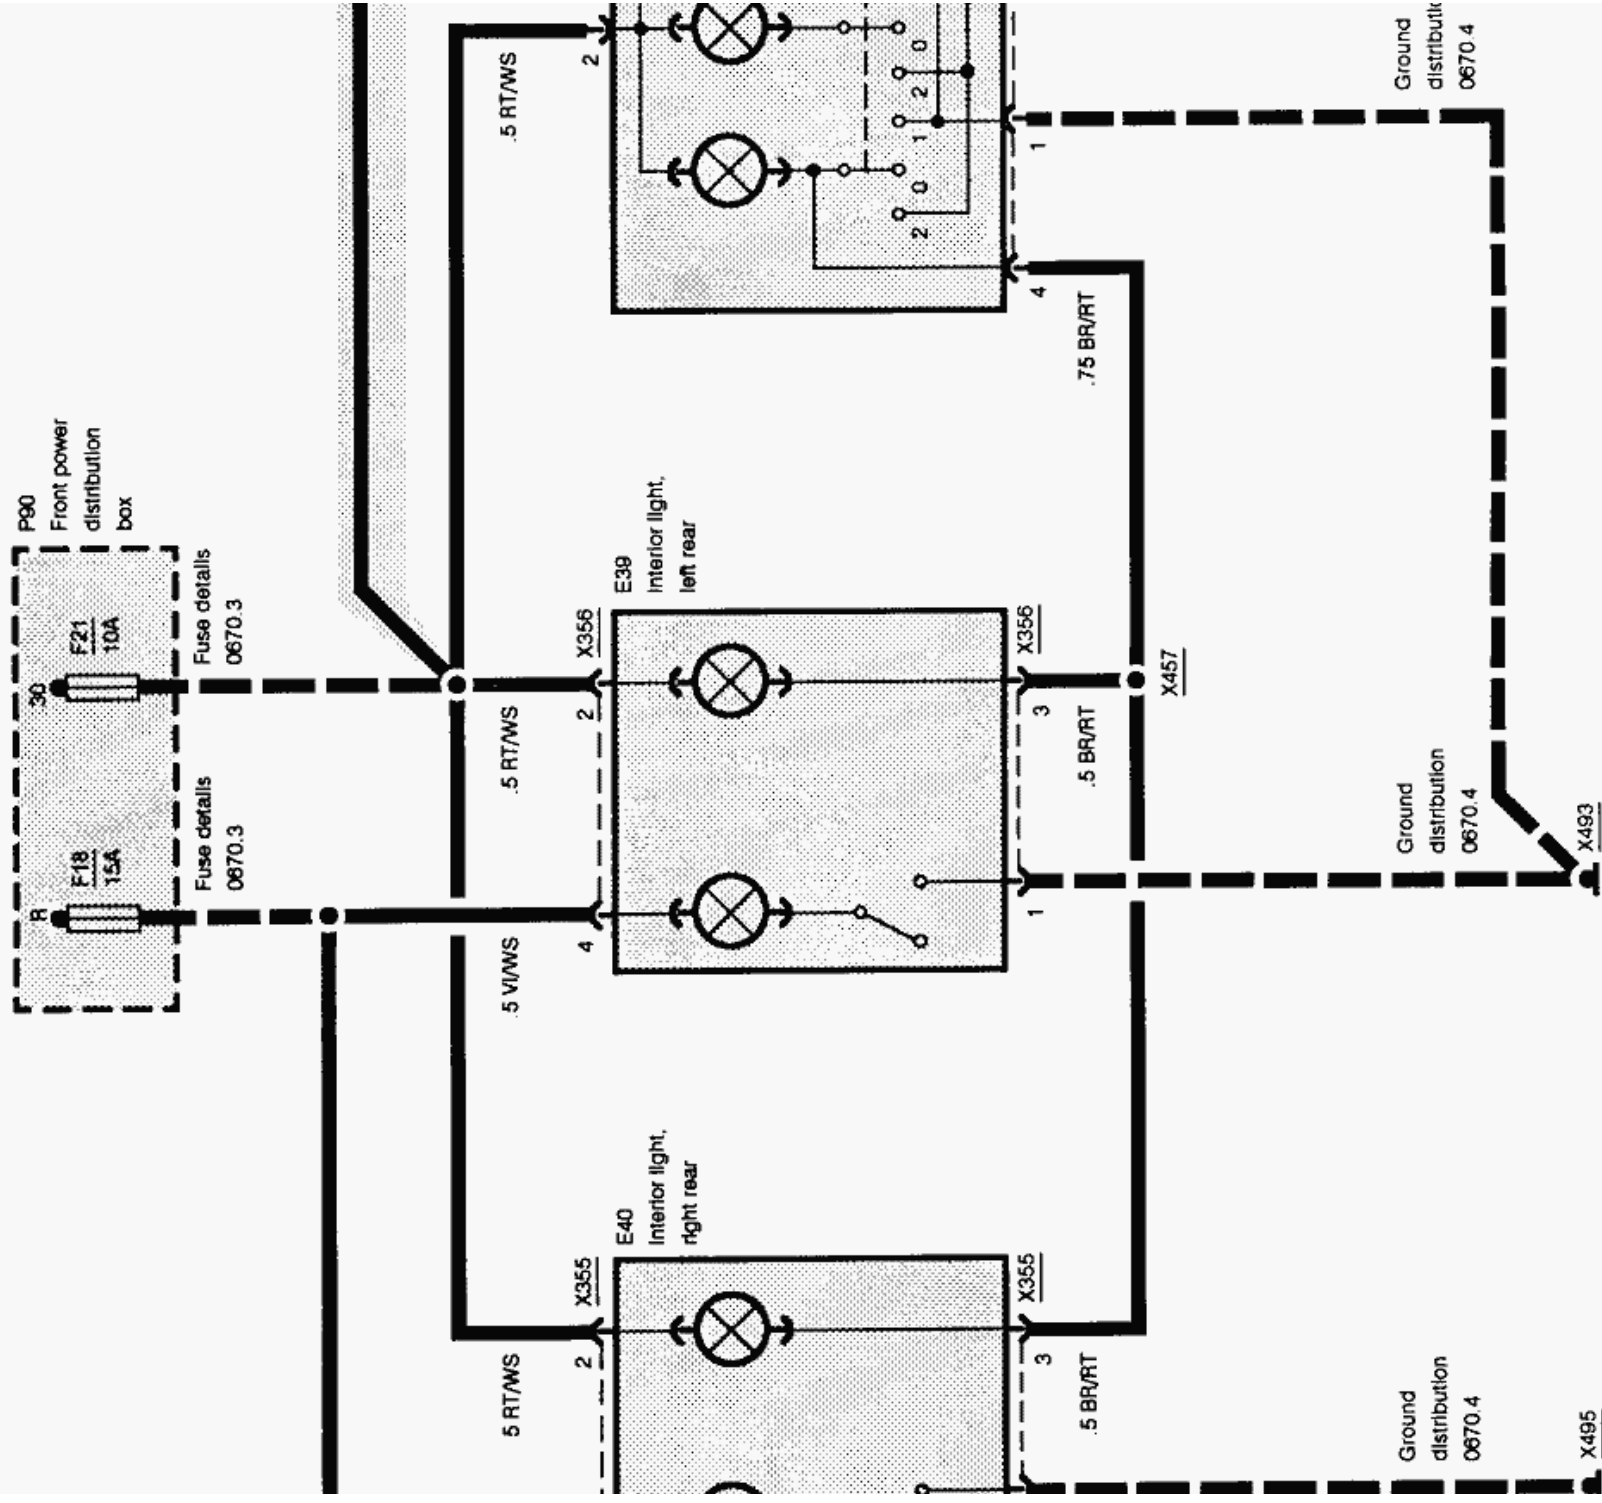 P90
Front power
distribution
box
30
F21
10A
R
F18
15A
Fuse details
0670.3
Fuse details
0670.3
.5 RT/WS
2
0
2
1
0
2
1
4
.75 BR/RT
Ground
0670.4
E39
Interior light,
left rear
X356
X356
2
.5 RT/WS
4
.5 VI/WS
3
.5 BR/RT
1
X457
Ground
distribution
0670.4
X493
E40
Interior light,
right rear
X355
X355
2
5 RT/WS
3
.5 BR/RT
Ground
distribution
0670.4
X495